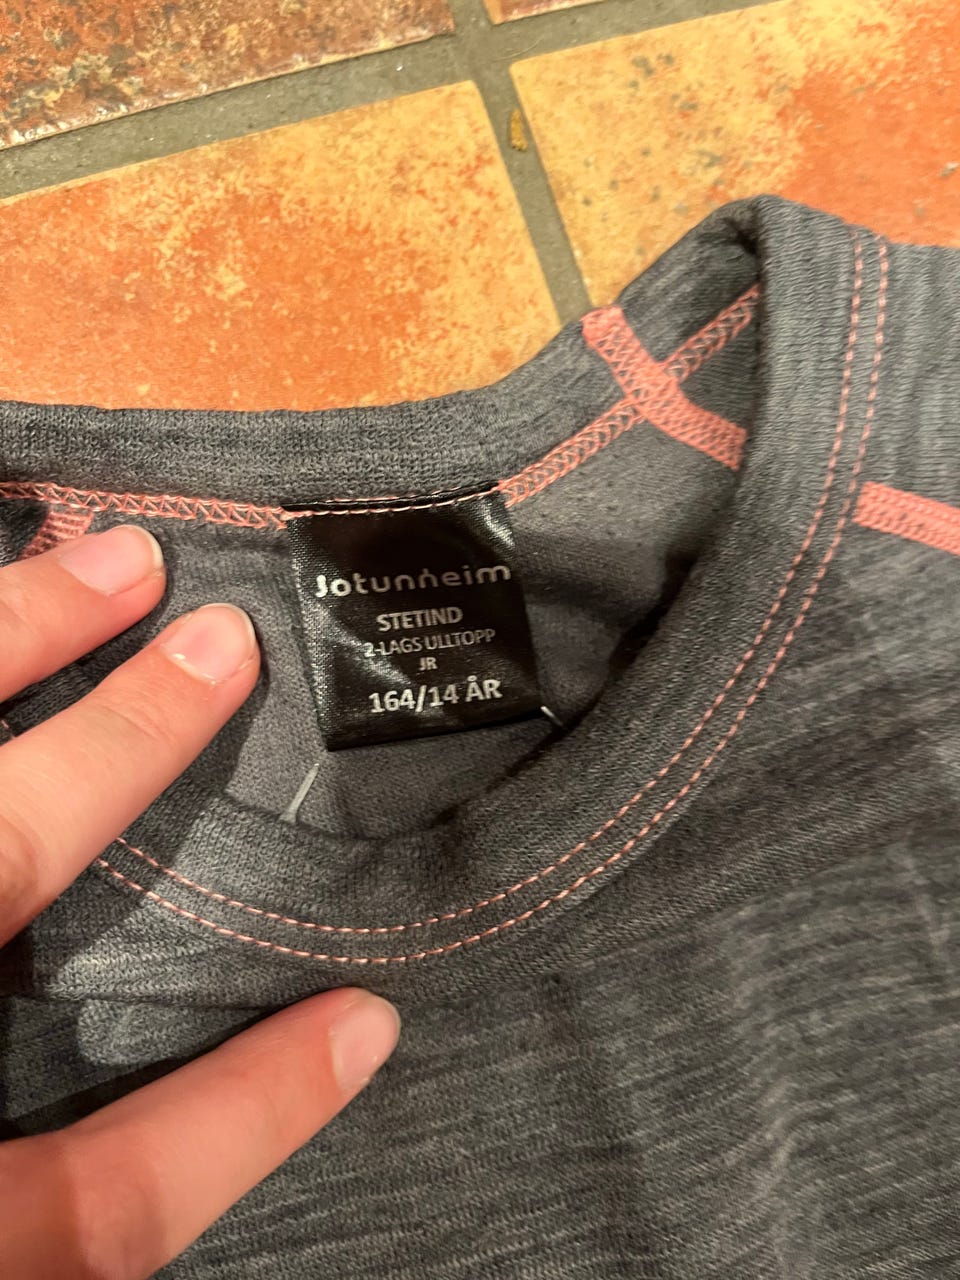 Jotunheim
STETIND
2-LAGS ULLTOPP
JR
164/14 ÅR